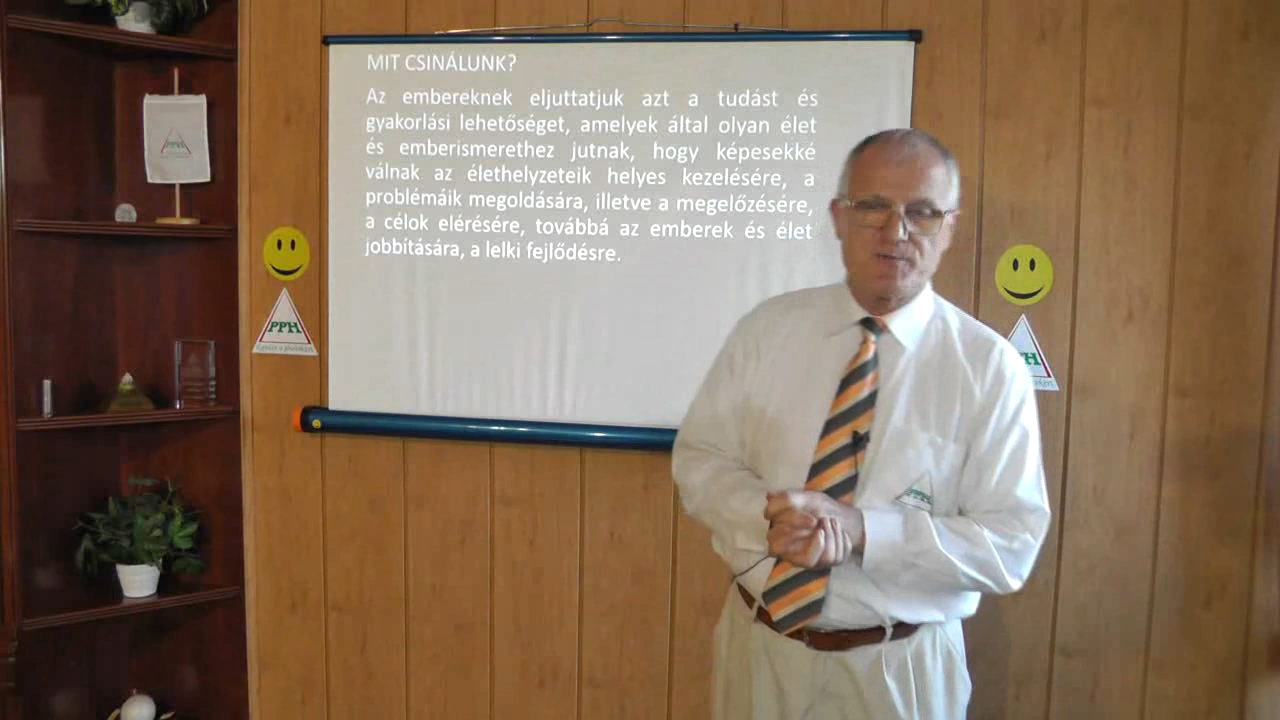 MIT CSINÁLUNK?
Az embereknek eljuttatjuk azt a tudást és
gyakorlási lehetőséget, amelyek által olyan élet
és emberismerethez jutnak, hogy képesekké
válnak az élethelyzeteik helyes kezelésére, a
problémáik megoldására, illetve a megelőzésére,
a célok elérésére, továbbá az emberek és élet
jobbítására, a lelki fejlődésre.
PPH
PPH
H
PPH